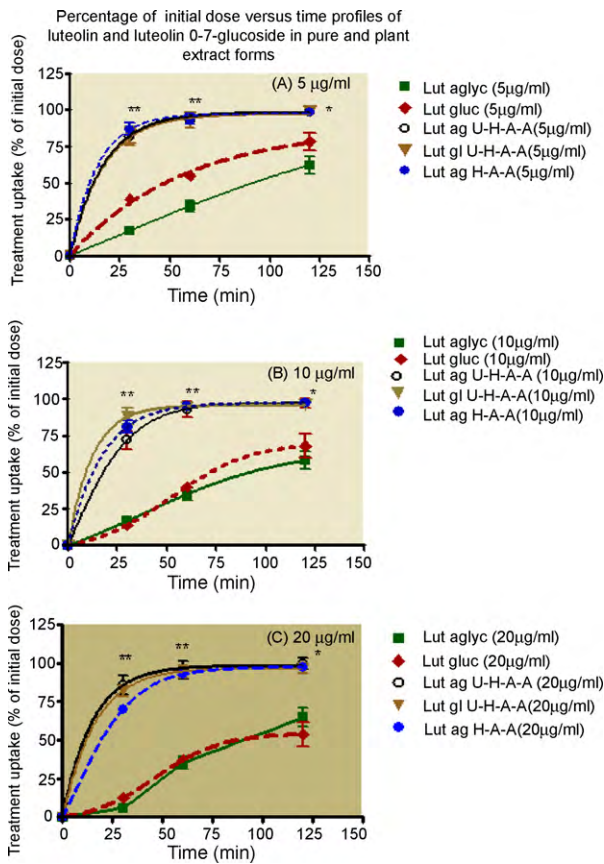 Percentage of initial dose versus time profiles of
luteolin and luteolin 0-7-glucoside in pure and plant
extract forms
Treatment uptake (% of initial dose)
125
100
75
50
25
0
(A) 5 µg/ml
**
**
*
0 25 50 75 100 125 150
Time (min)
Lut aglyc (5µg/ml)
Lut gluc (5µg/ml)
Lut ag U-H-A-A(5µg/ml)
Lut gl U-H-A-A(5µg/ml)
Lut ag H-A-A(5µg/ml)
Treatment uptake (% of initial dose)
125
100
75
50
25
0
(B) 10 µg/ml
**
**
*
0 25 50 75 100 125 150
Time (min)
Lut aglyc (10µg/ml)
Lut gluc (10µg/ml)
Lut ag U-H-A-A (10µg/ml)
Lut gl U-H-A-A(10µg/ml)
Lut ag H-A-A(10µg/ml)
Treatment uptake (% of initial dose)
125
100
75
50
25
0
(C) 20 µg/ml
**
**
*
0 25 50 75 100 125 150
Time (min)
Lut aglyc (20µg/ml)
Lut gluc (20µg/ml)
Lut ag U-H-A-A (20µg/ml)
Lut gl U-H-A-A(20µg/ml)
Lut ag H-A-A(20µg/ml)